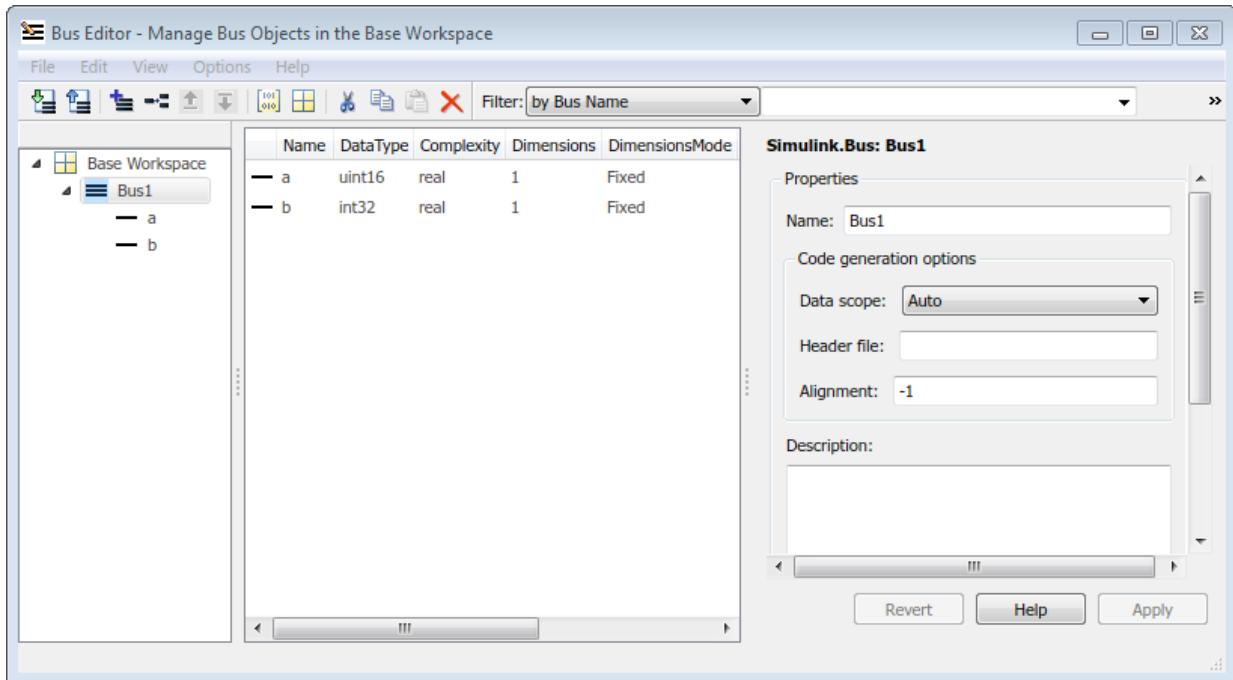 Bus Editor - Manage Bus Objects in the Base Workspace
File Edit View Options Help
Filter: by Bus Name
Base Workspace
Bus1
a
b
Name DataType Complexity Dimensions DimensionsMode
a uint16 real 1 Fixed
b int32 real 1 Fixed
Simulink.Bus: Bus1
Properties
Name: Bus1
Code generation options
Data scope: Auto
Header file:
Alignment: -1
Description:
Revert Help Apply